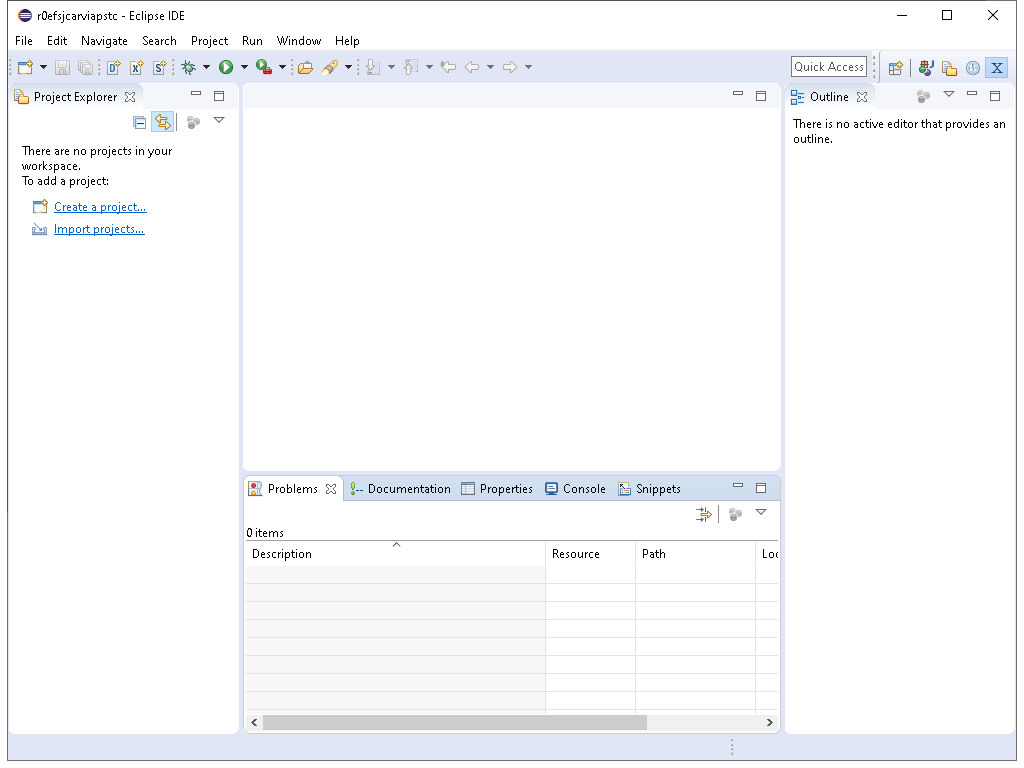 r0efsjcarviapstc - Eclipse IDE
File Edit Navigate Search Project Run Window Help
Quick Access
Project Explorer
There are no projects in your
workspace.
To add a project:
Create a project...
Import projects...
Outline
There is no active editor that provides an
outline.
Problems Documentation Properties Console Snippets
0 items
Description Resource Path Loc